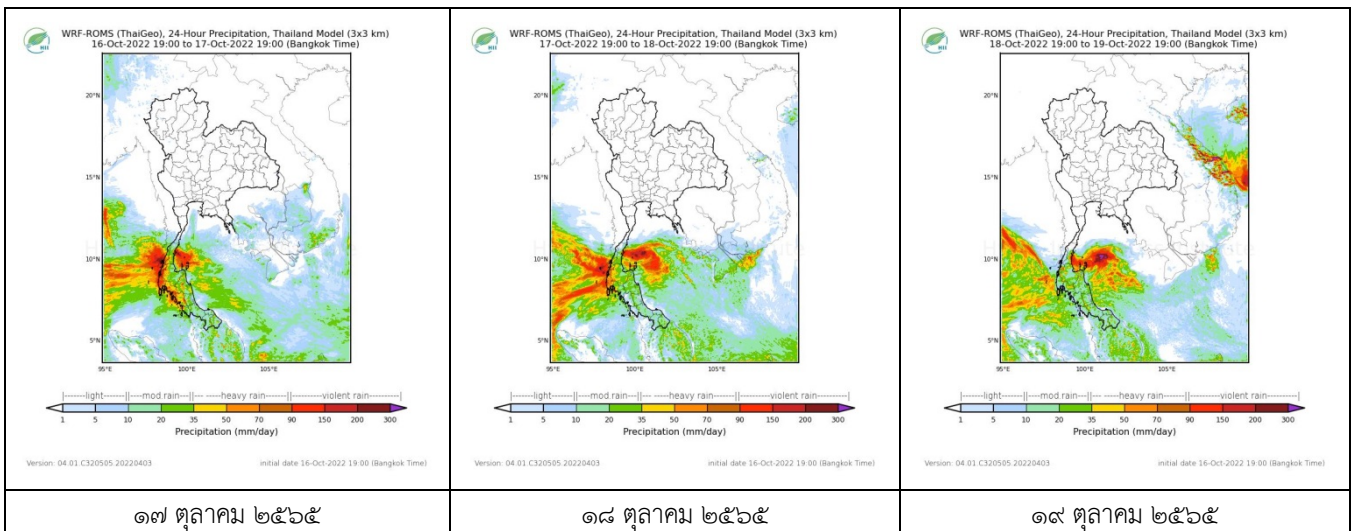 WRF-ROMS (ThaiGeo), 24-Hour Precipitation, Thailand Model (3x3 km)
16-Oct-2022 19:00 to 17-Oct-2022 19:00 (Bangkok Time)
HII
20°N
15°N
10°N
5°N
95°E 100°E 105°E
|------light------||---mod rain---||--- --heavy rain------||------violent rain------|
1 5 10 20 35 50 70 90 150 200 300
Precipitation (mm/day)
Version: 04.01.C320505.20220403 initial date 16-Oct-2022 19:00 (Bangkok Time)
๑๗ ตุลาคม ๒๕๖๕
WRF-ROMS (ThaiGeo), 24-Hour Precipitation, Thailand Model (3x3 km)
17-Oct-2022 19:00 to 18-Oct-2022 19:00 (Bangkok Time)
HII
20°N
15°N
10°N
5°N
95°E 100°E 105°E
|------light------||---mod rain---||--- --heavy rain------||------violent rain------|
1 5 10 20 35 50 70 90 150 200 300
Precipitation (mm/day)
Version: 04.01.C320505.20220403 initial date 16-Oct-2022 19:00 (Bangkok Time)
๑๘ ตุลาคม ๒๕๖๕
WRF-ROMS (ThaiGeo), 24-Hour Precipitation, Thailand Model (3x3 km)
18-Oct-2022 19:00 to 19-Oct-2022 19:00 (Bangkok Time)
HII
20°N
15°N
10°N
5°N
95°E 100°E 105°E
|------light------||---mod rain---||--- --heavy rain------||------violent rain------|
1 5 10 20 35 50 70 90 150 200 300
Precipitation (mm/day)
Version: 04.01.C320505.20220403 initial date 16-Oct-2022 19:00 (Bangkok Time)
๑๙ ตุลาคม ๒๕๖๕